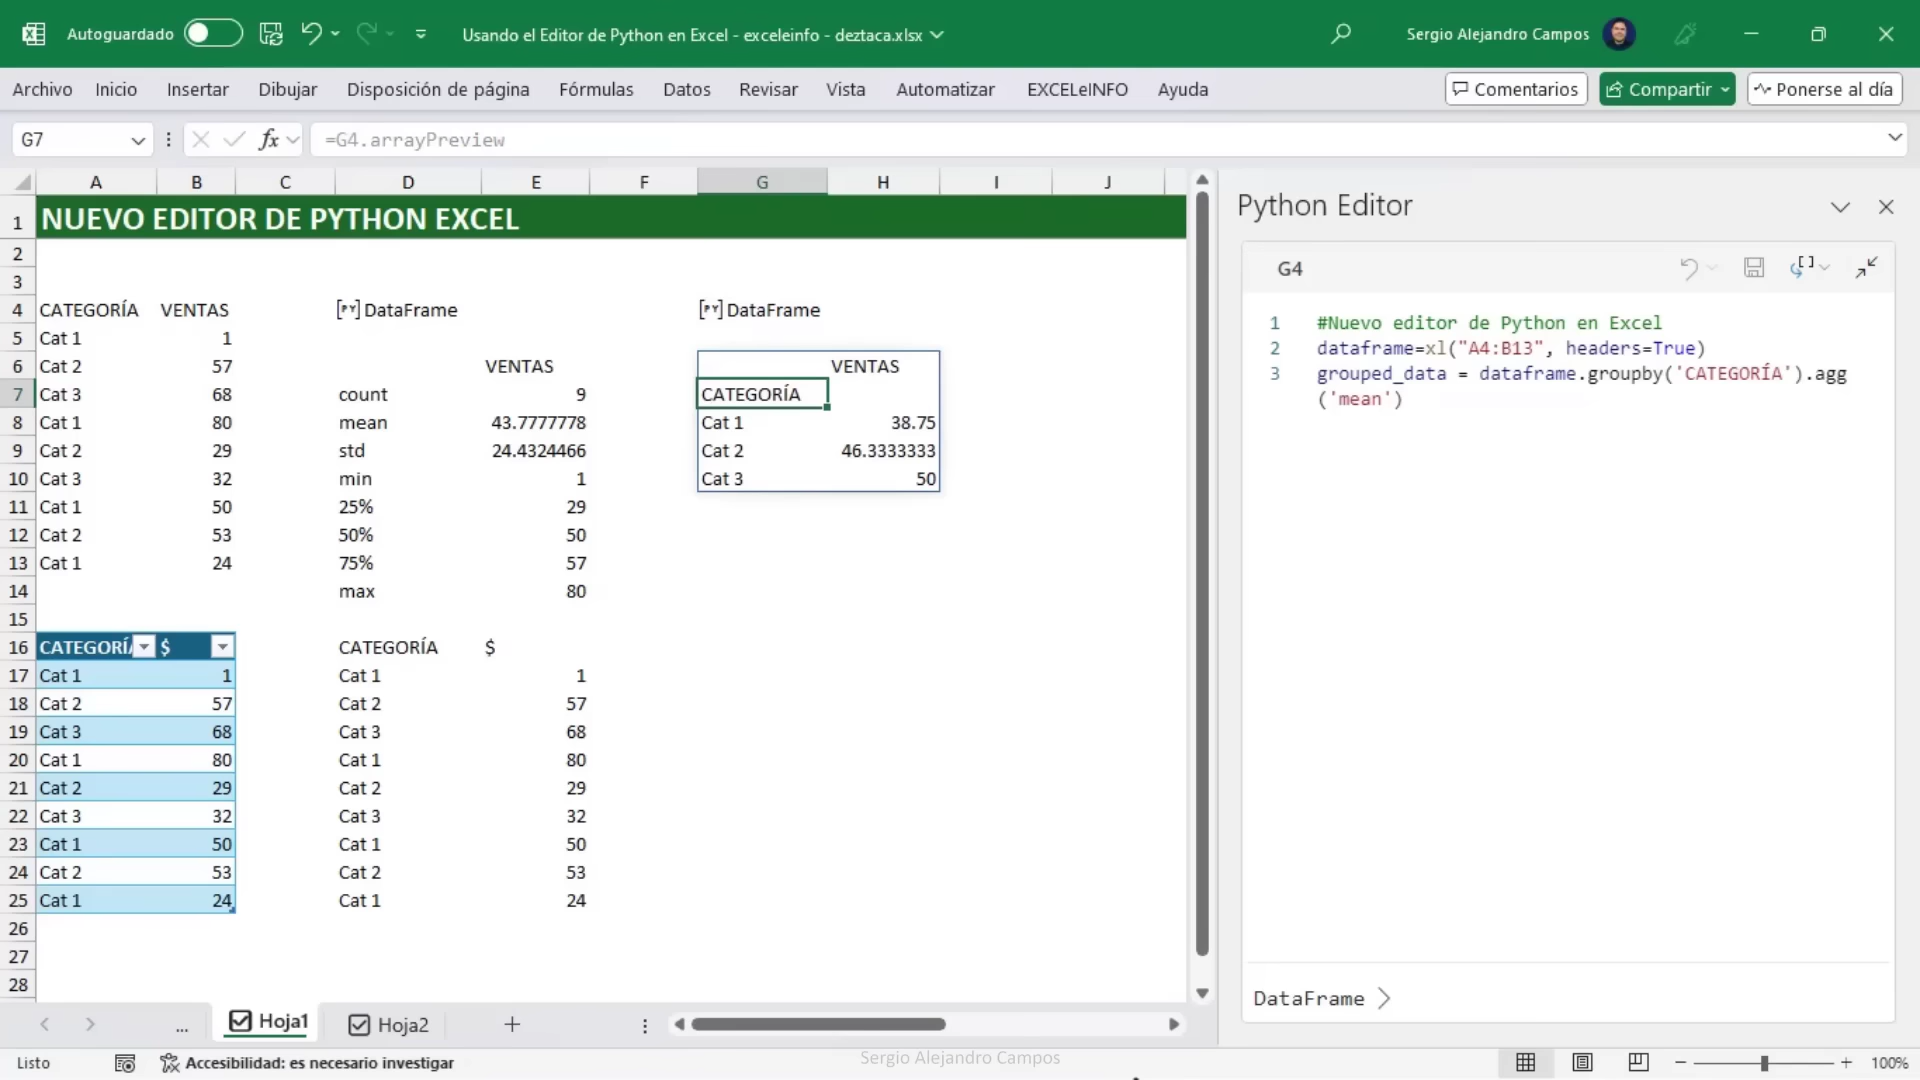 Autoguardado
Usando el Editor de Python en Excel - exceleinfo - deztaca.xlsx
Sergio Alejandro Campos
Archivo Inicio Insertar Dibujar Disposición de página Fórmulas Datos Revisar Vista Automatizar EXCELeINFO Ayuda Comentarios Compartir Ponerse al día
G7 fx =G4.arrayPreview
A B C D E F G H I J
1 NUEVO EDITOR DE PYTHON EXCEL
2
3
4 CATEGORÍA VENTAS [PY] DataFrame [PY] DataFrame
5 Cat 1 1
6 Cat 2 57 VENTAS VENTAS
7 Cat 3 68 count 9 CATEGORÍA
8 Cat 1 80 mean 43.7777778 Cat 1 38.75
9 Cat 2 29 std 24.4324466 Cat 2 46.3333333
10 Cat 3 32 min 1 Cat 3 50
11 Cat 1 50 25% 29
12 Cat 2 53 50% 50
13 Cat 1 24 75% 57
14 max 80
15
16 CATEGORÍA $ CATEGORÍA $
17 Cat 1 1 Cat 1 1
18 Cat 2 57 Cat 2 57
19 Cat 3 68 Cat 3 68
20 Cat 1 80 Cat 1 80
21 Cat 2 29 Cat 2 29
22 Cat 3 32 Cat 3 32
23 Cat 1 50 Cat 1 50
24 Cat 2 53 Cat 2 53
25 Cat 1 24 Cat 1 24
26
27
28
Python Editor
G4
1 #Nuevo editor de Python en Excel
2 dataframe=xl("A4:B13", headers=True)
3 grouped_data = dataframe.groupby('CATEGORÍA').agg
('mean')
DataFrame
... Hoja1 Hoja2
Listo Accesibilidad: es necesario investigar
Sergio Alejandro Campos
100%